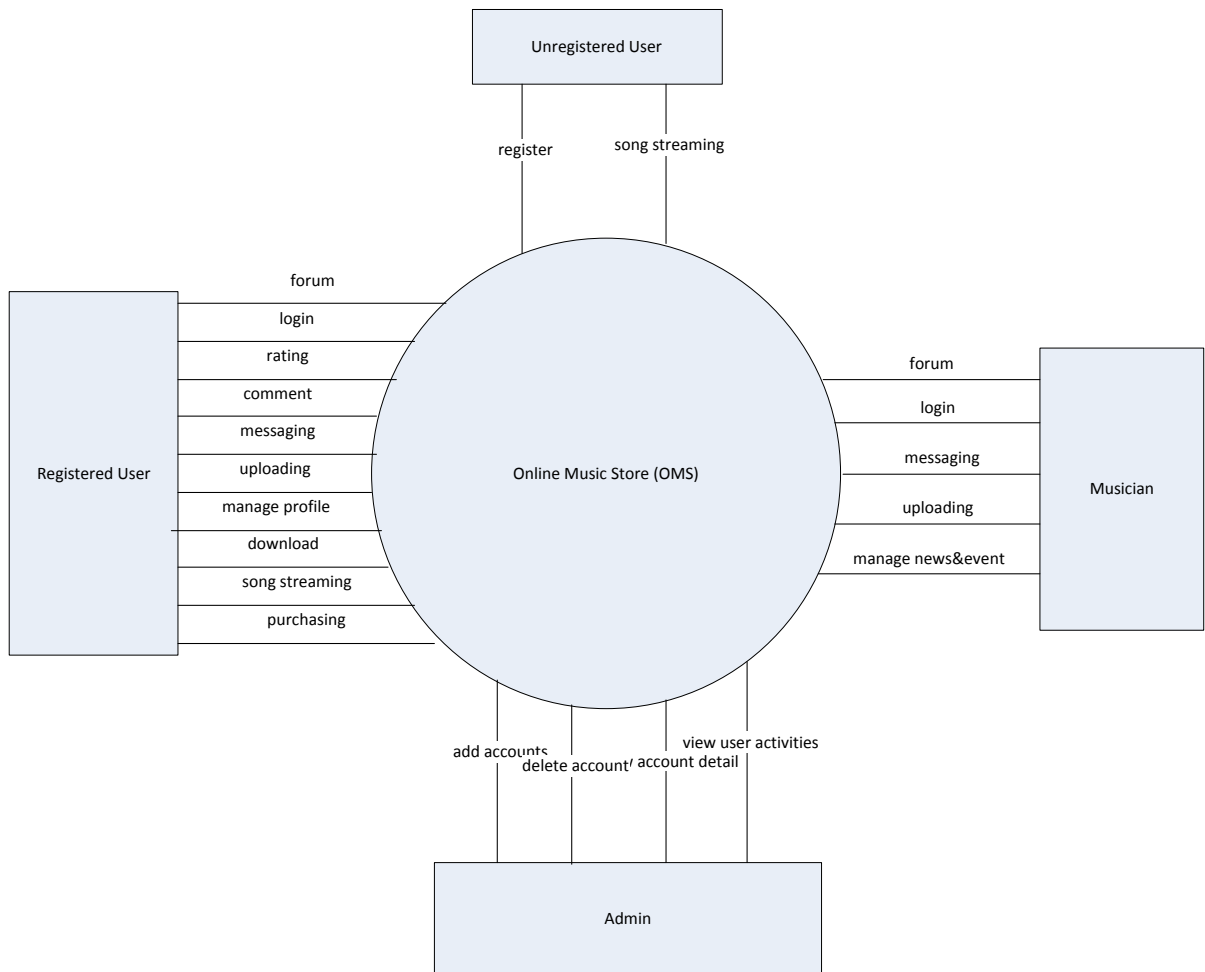 Unregistered User
register
song streaming
forum
login
rating
comment
messaging
uploading
manage profile
download
song streaming
purchasing
Registered User
Online Music Store (OMS)
forum
login
messaging
uploading
manage news&event
Musician
add accounts
delete account
account detail
view user activities
Admin